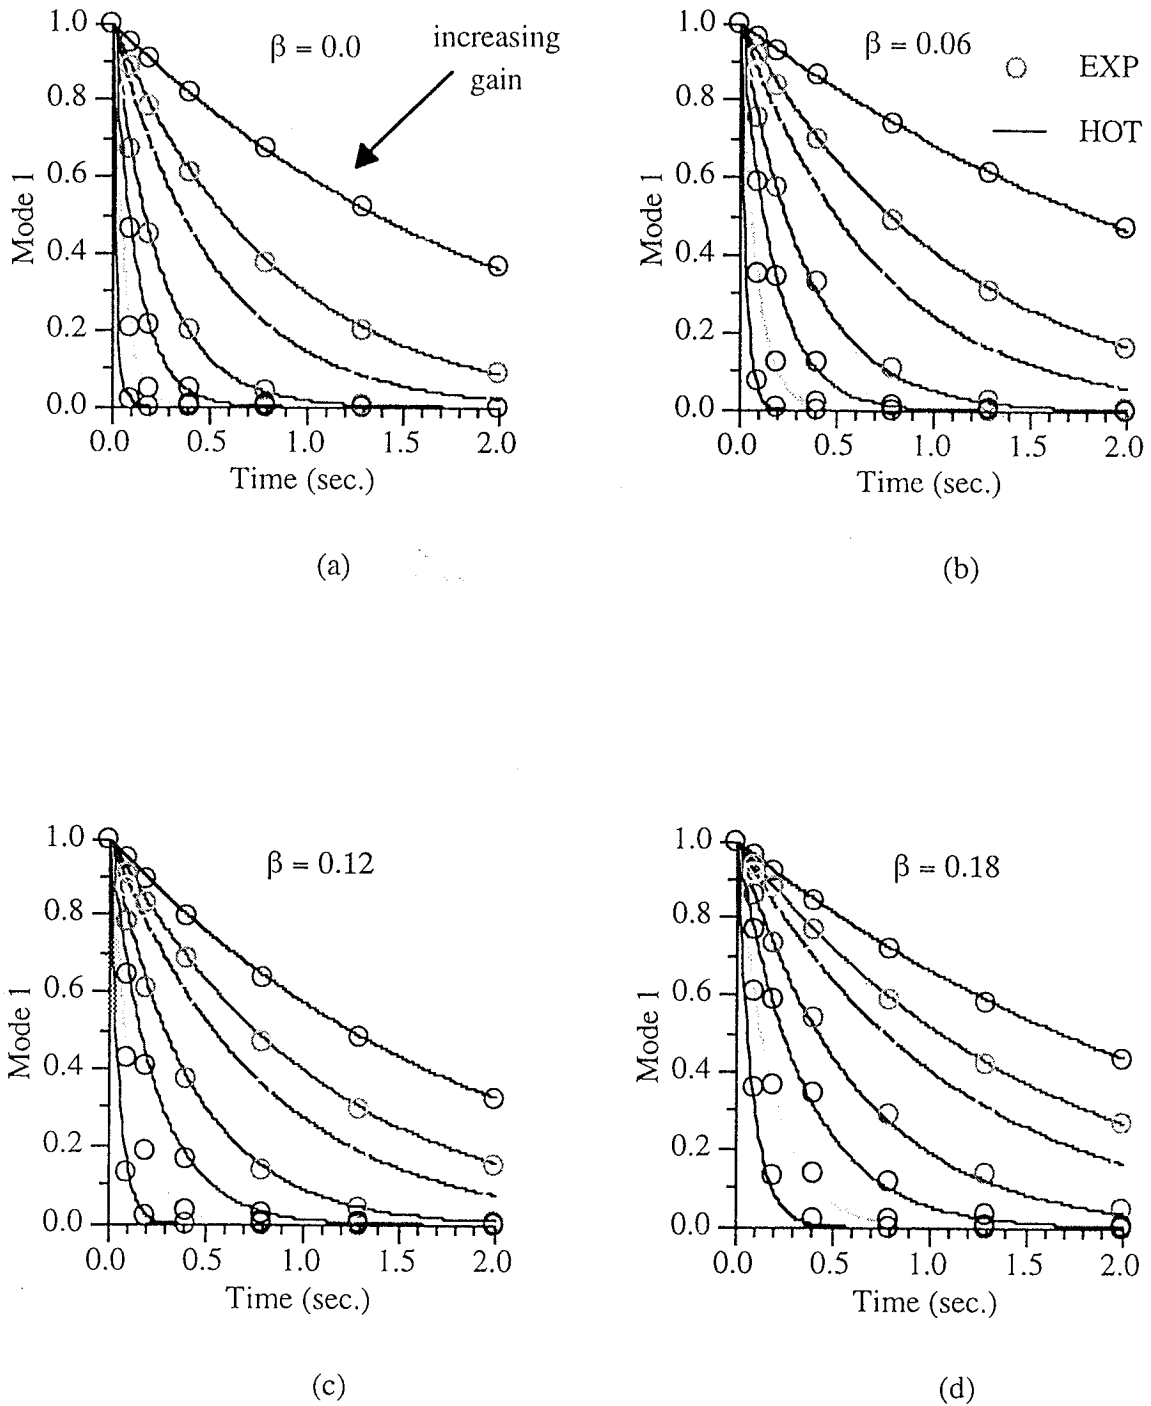 β = 0.0
increasing
gain
1.0
0.8
0.6
0.4
0.2
0.0
Mode 1
0.0 0.5 1.0 1.5 2.0
Time (sec.)
(a)
β = 0.06
EXP
HOT
1.0
0.8
0.6
0.4
0.2
0.0
Mode 1
0.0 0.5 1.0 1.5 2.0
Time (sec.)
(b)
β = 0.12
1.0
0.8
0.6
0.4
0.2
0.0
Mode 1
0.0 0.5 1.0 1.5 2.0
Time (sec.)
(c)
β = 0.18
1.0
0.8
0.6
0.4
0.2
0.0
Mode 1
0.0 0.5 1.0 1.5 2.0
Time (sec.)
(d)